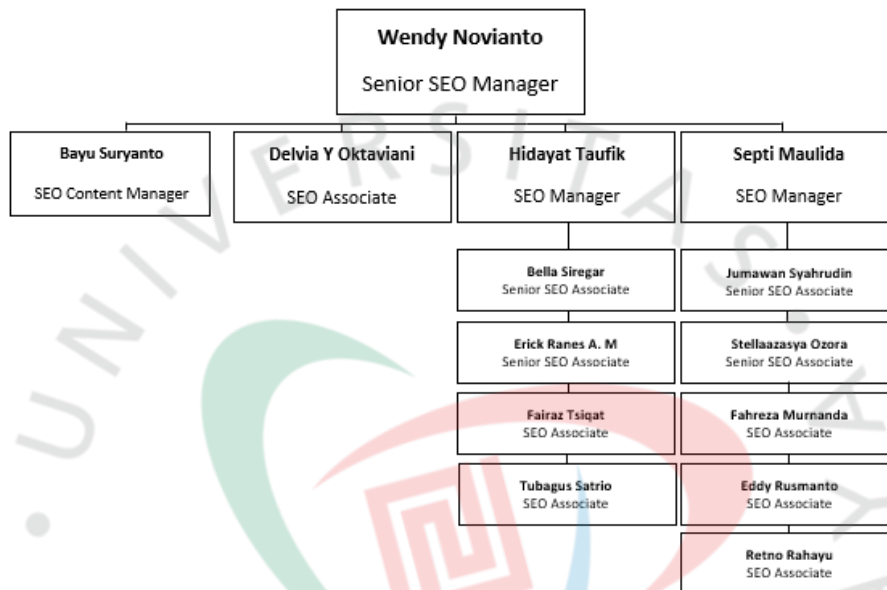 Wendy Novianto
Senior SEO Manager
Bayu Suryanto
SEO Content Manager
Delvia Y Oktaviani
SEO Associate
Hidayat Taufik
SEO Manager
Septi Maulida
SEO Manager
Bella Siregar
Senior SEO Associate
Erick Ranes A. M
Senior SEO Associate
Fairaz Tsiqat
SEO Associate
Tubagus Satrio
SEO Associate
Jumawan Syahrudin
Senior SEO Associate
Stellaazasya Ozora
Senior SEO Associate
Fahreza Murnanda
SEO Associate
Eddy Rusmanto
SEO Associate
Retno Rahayu
SEO Associate
UNIVERSITAS